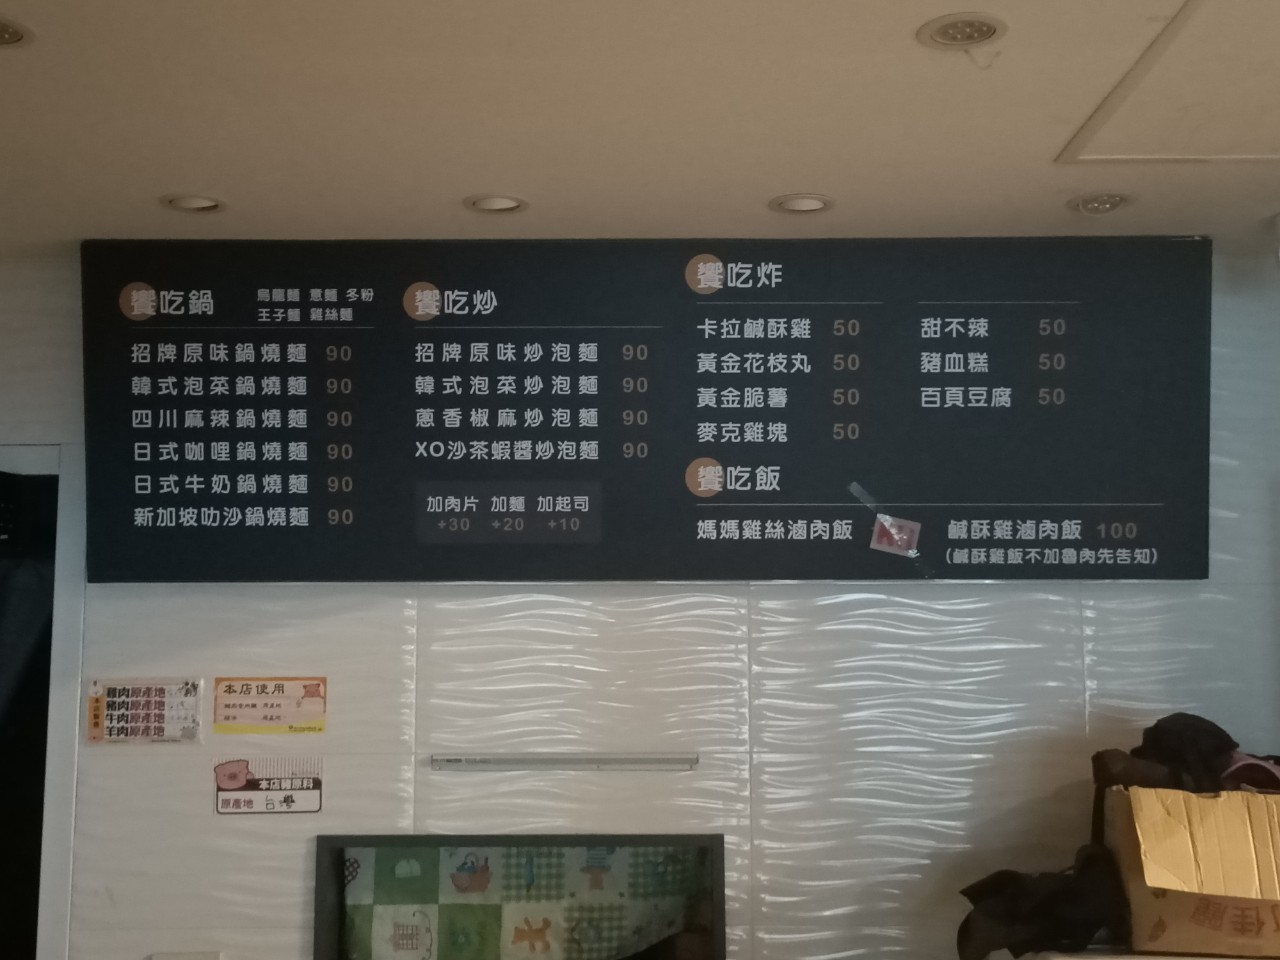 饗吃鍋
烏龍麵 意麵 冬粉
王子麵 雞絲麵
招牌原味鍋燒麵 90
韓式泡菜鍋燒麵 90
四川麻辣鍋燒麵 90
日式咖哩鍋燒麵 90
日式牛奶鍋燒麵 90
新加坡叻沙鍋燒麵 90
饗吃炒
招牌原味炒泡麵 90
韓式泡菜炒泡麵 90
蔥香椒麻炒泡麵 90
XO沙茶蝦醬炒泡麵 90
加肉片 加麵 加起司
+30 +20 +10
饗吃炸
卡拉鹹酥雞 50
黃金花枝丸 50
黃金脆薯 50
麥克雞塊 50
甜不辣 50
豬血糕 50
百頁豆腐 50
饗吃飯
媽媽雞絲滷肉飯
鹹酥雞滷肉飯 100
(鹹酥雞飯不加魯肉先告知)
雞肉原產地
豬肉原產地
牛肉原產地
羊肉原產地
本店使用
本店豬原料
原產地 台灣